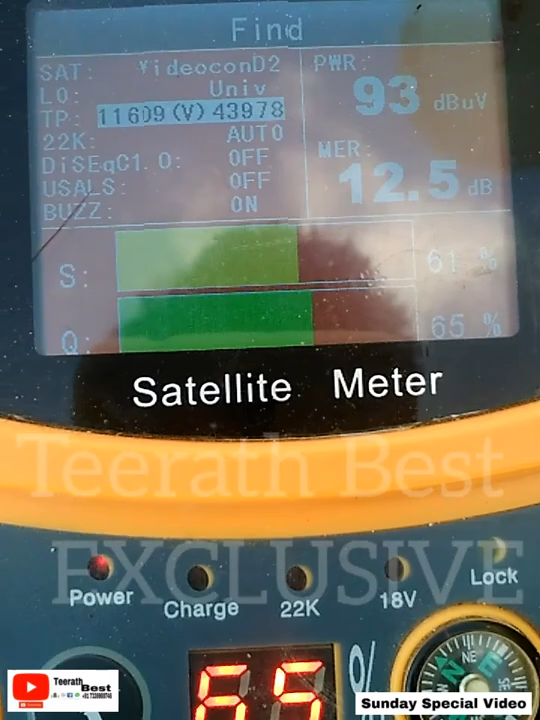 Find
SAT: VideoconD2
LO: Univ
TP: 11609(V)43978
22K: AUTO
DiSEqC1.0: OFF
USALS: OFF
BUZZ: ON
PWR:
93 dBuV
MER:
12.5 dB
S: 61 %
Q: 65 %
Satellite Meter
Teerath Best
EXCLUSIVE
Power
Charge
22K
18V
Lock
65 %
N
NE
E
SE
Teerath
Best
Sunday Special Video